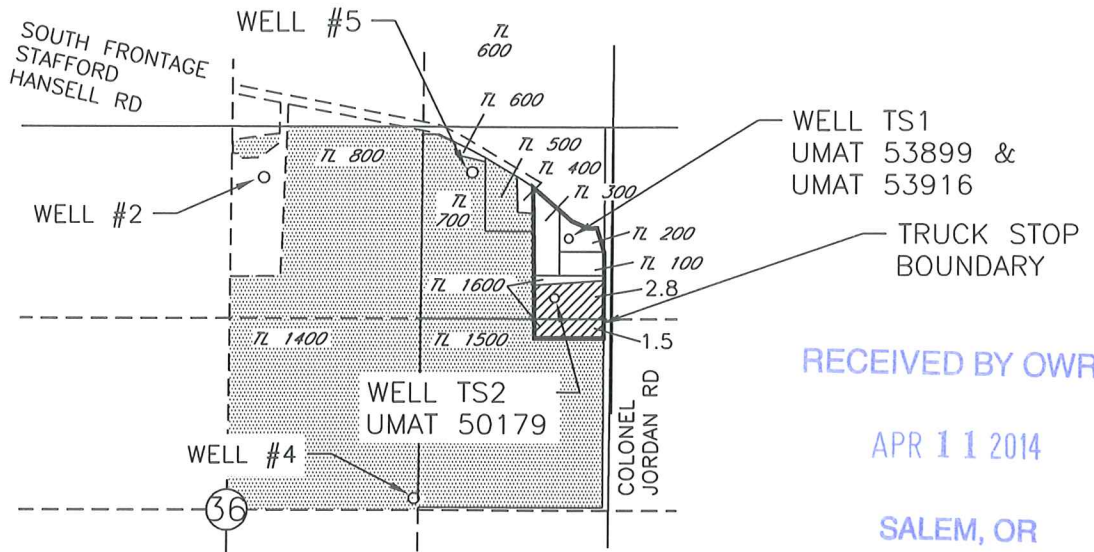 WELL #5
TL
600
SOUTH FRONTAGE
STAFFORD
HANSELL RD
TL 600
TL 500
TL 400
TL 300
WELL TS1
UMAT 53899 &
UMAT 53916
TL 800
WELL #2
TL
700
TL 200
TRUCK STOP
BOUNDARY
TL 100
TL 1600
2.8
TL 1400
TL 1500
1.5
RECEIVED BY OWR
WELL TS2
UMAT 50179
COLONEL
JORDAN RD
APR 11 2014
WELL #4
36
SALEM, OR